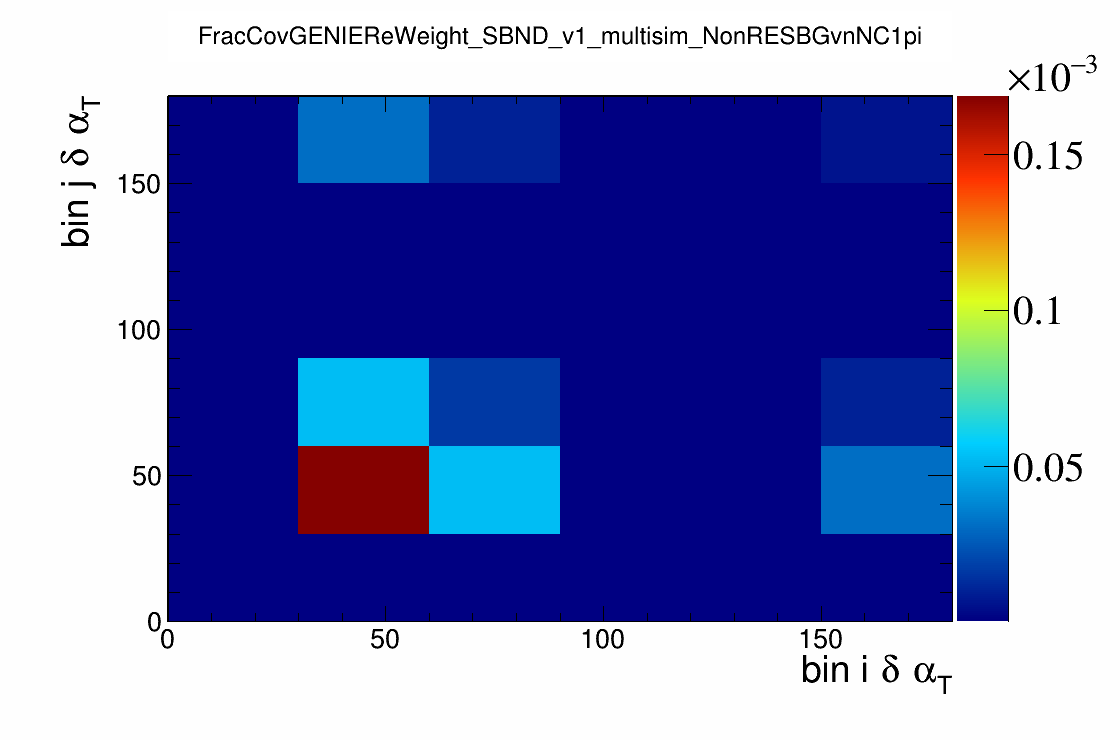 FracCovGENIEReWeight_SBND_v1_multisim_NonRESBGvnNC1pi
×10⁻³
bin j δ α_T
150
100
50
0
0 50 100 150
bin i δ α_T
0.15
0.1
0.05